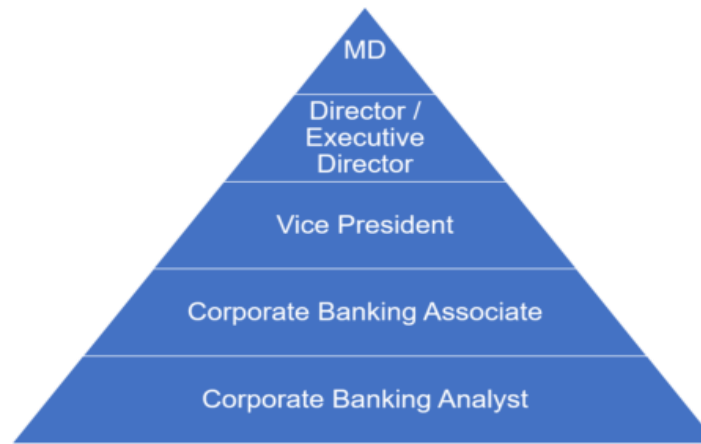 MD
Director /
Executive
Director
Vice President
Corporate Banking Associate
Corporate Banking Analyst